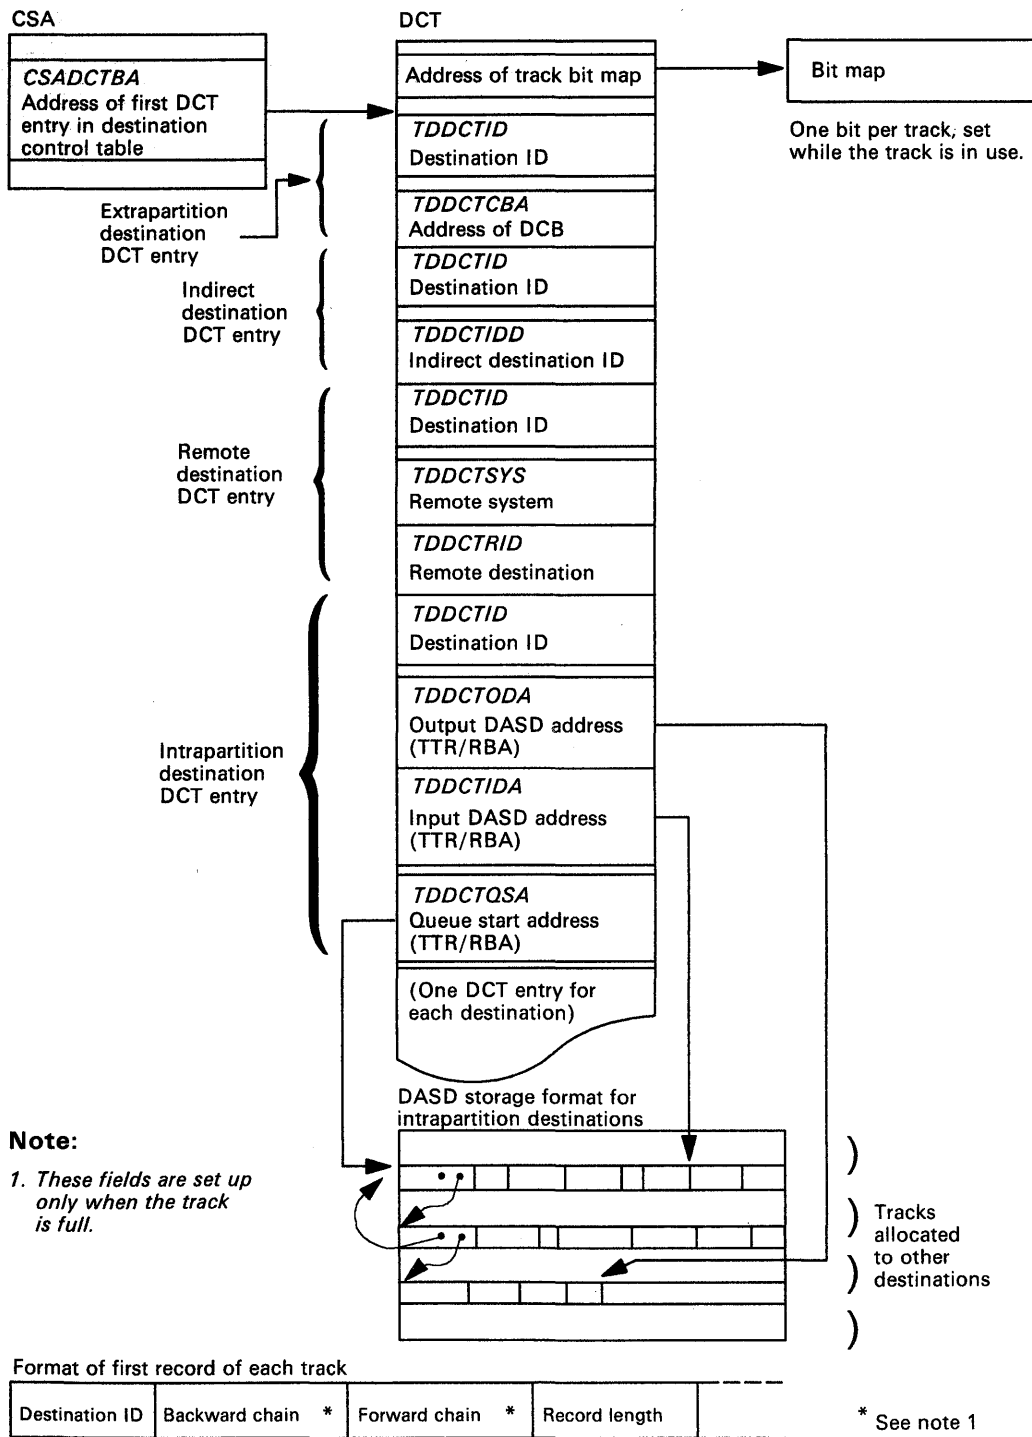 CSA
CSADCTBA
Address of first DCT
entry in destination
control table
DCT
Address of track bit map
Bit map
One bit per track, set
while the track is in use.
Extrapartition
destination
DCT entry
TDDCTID
Destination ID
TDDCTCBA
Address of DCB
Indirect
destination
DCT entry
TDDCTID
Destination ID
TDDCTIDD
Indirect destination ID
Remote
destination
DCT entry
TDDCTID
Destination ID
TDDCTSYS
Remote system
TDDCTRID
Remote destination
Intrapartition
destination
DCT entry
TDDCTID
Destination ID
TDDCTODA
Output DASD address
(TTR/RBA)
TDDCTIDA
Input DASD address
(TTR/RBA)
TDDCTQSA
Queue start address
(TTR/RBA)
(One DCT entry for
each destination)
DASD storage format for
intrapartition destinations
Note:
1. These fields are set up
only when the track
is full.
Tracks
allocated
to other
destinations
Format of first record of each track
Destination ID Backward chain * Forward chain * Record length
* See note 1